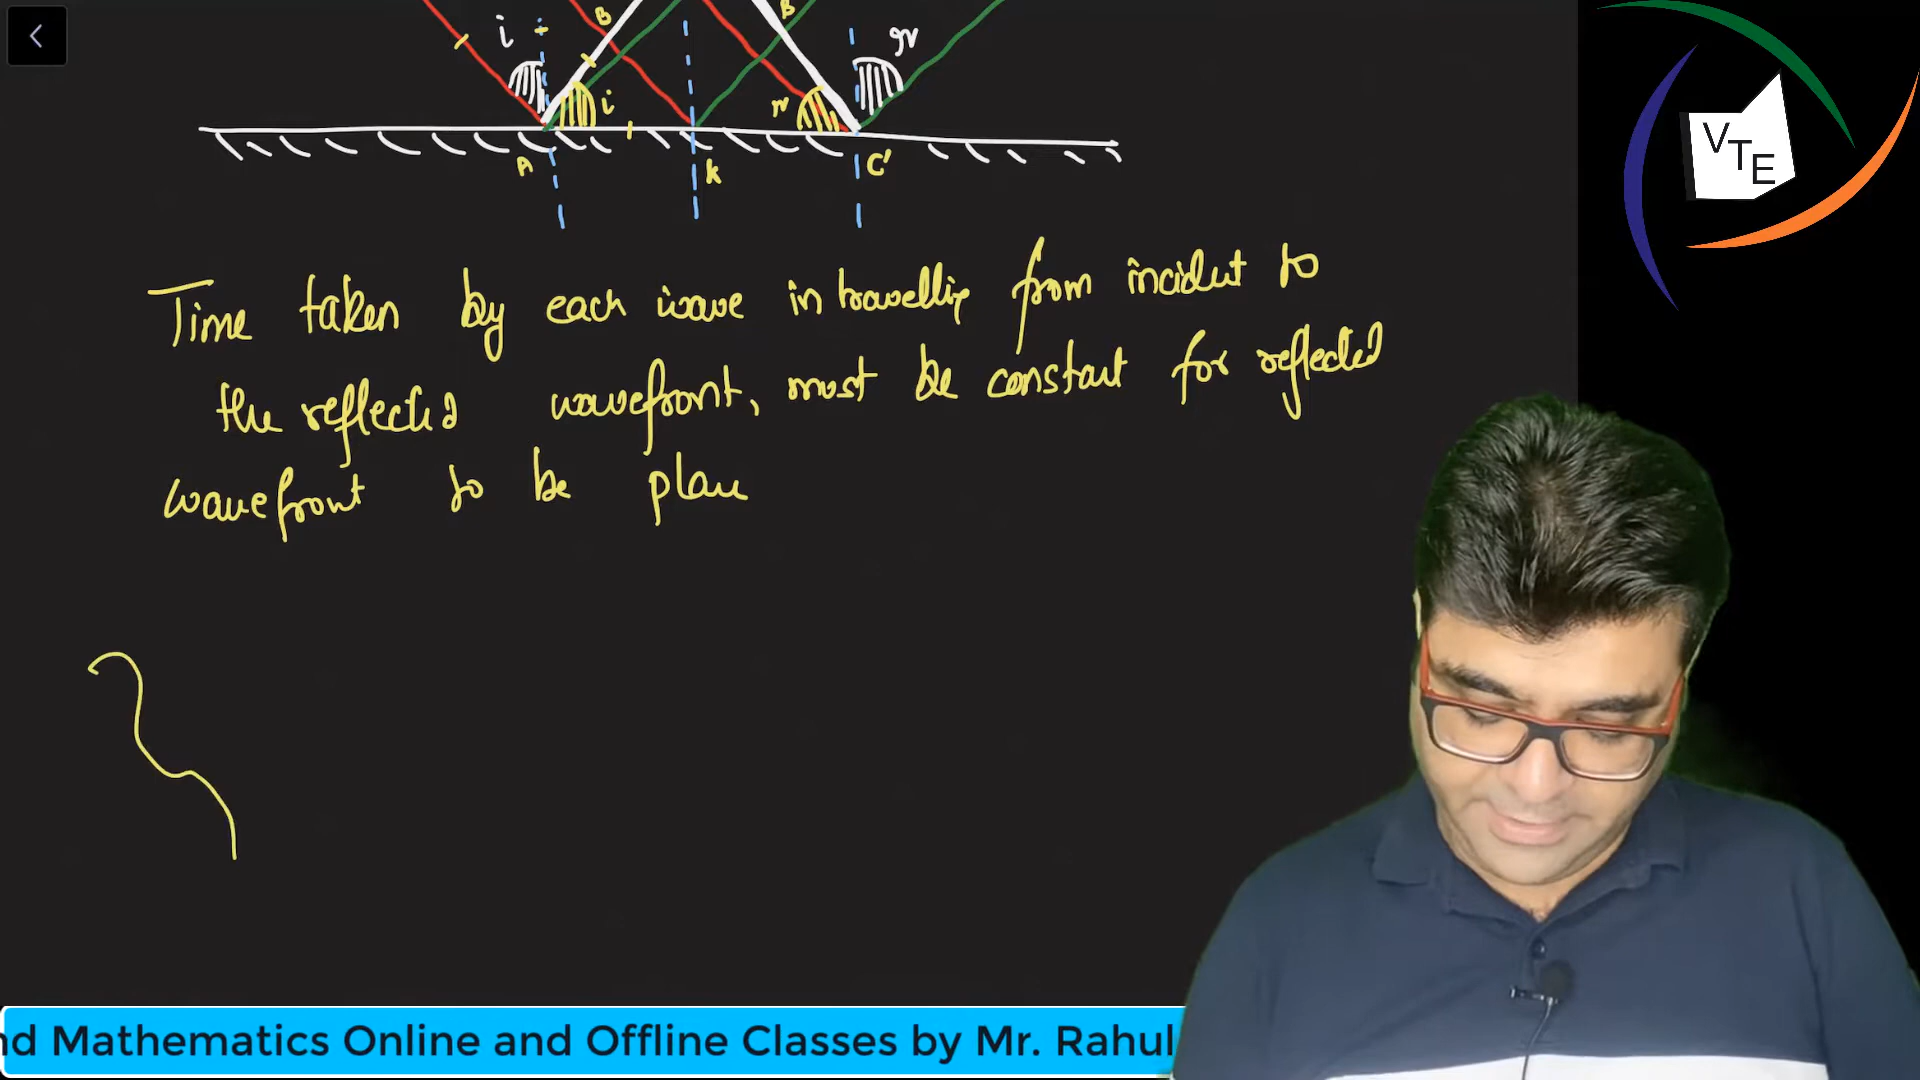 B
B
i
r
i
r
A
k
C'
Time taken by each wave in travelling from incident to
the reflected wavefront, must be constant for reflected
wavefront to be plane
VTE
nd Mathematics Online and Offline Classes by Mr. Rahul